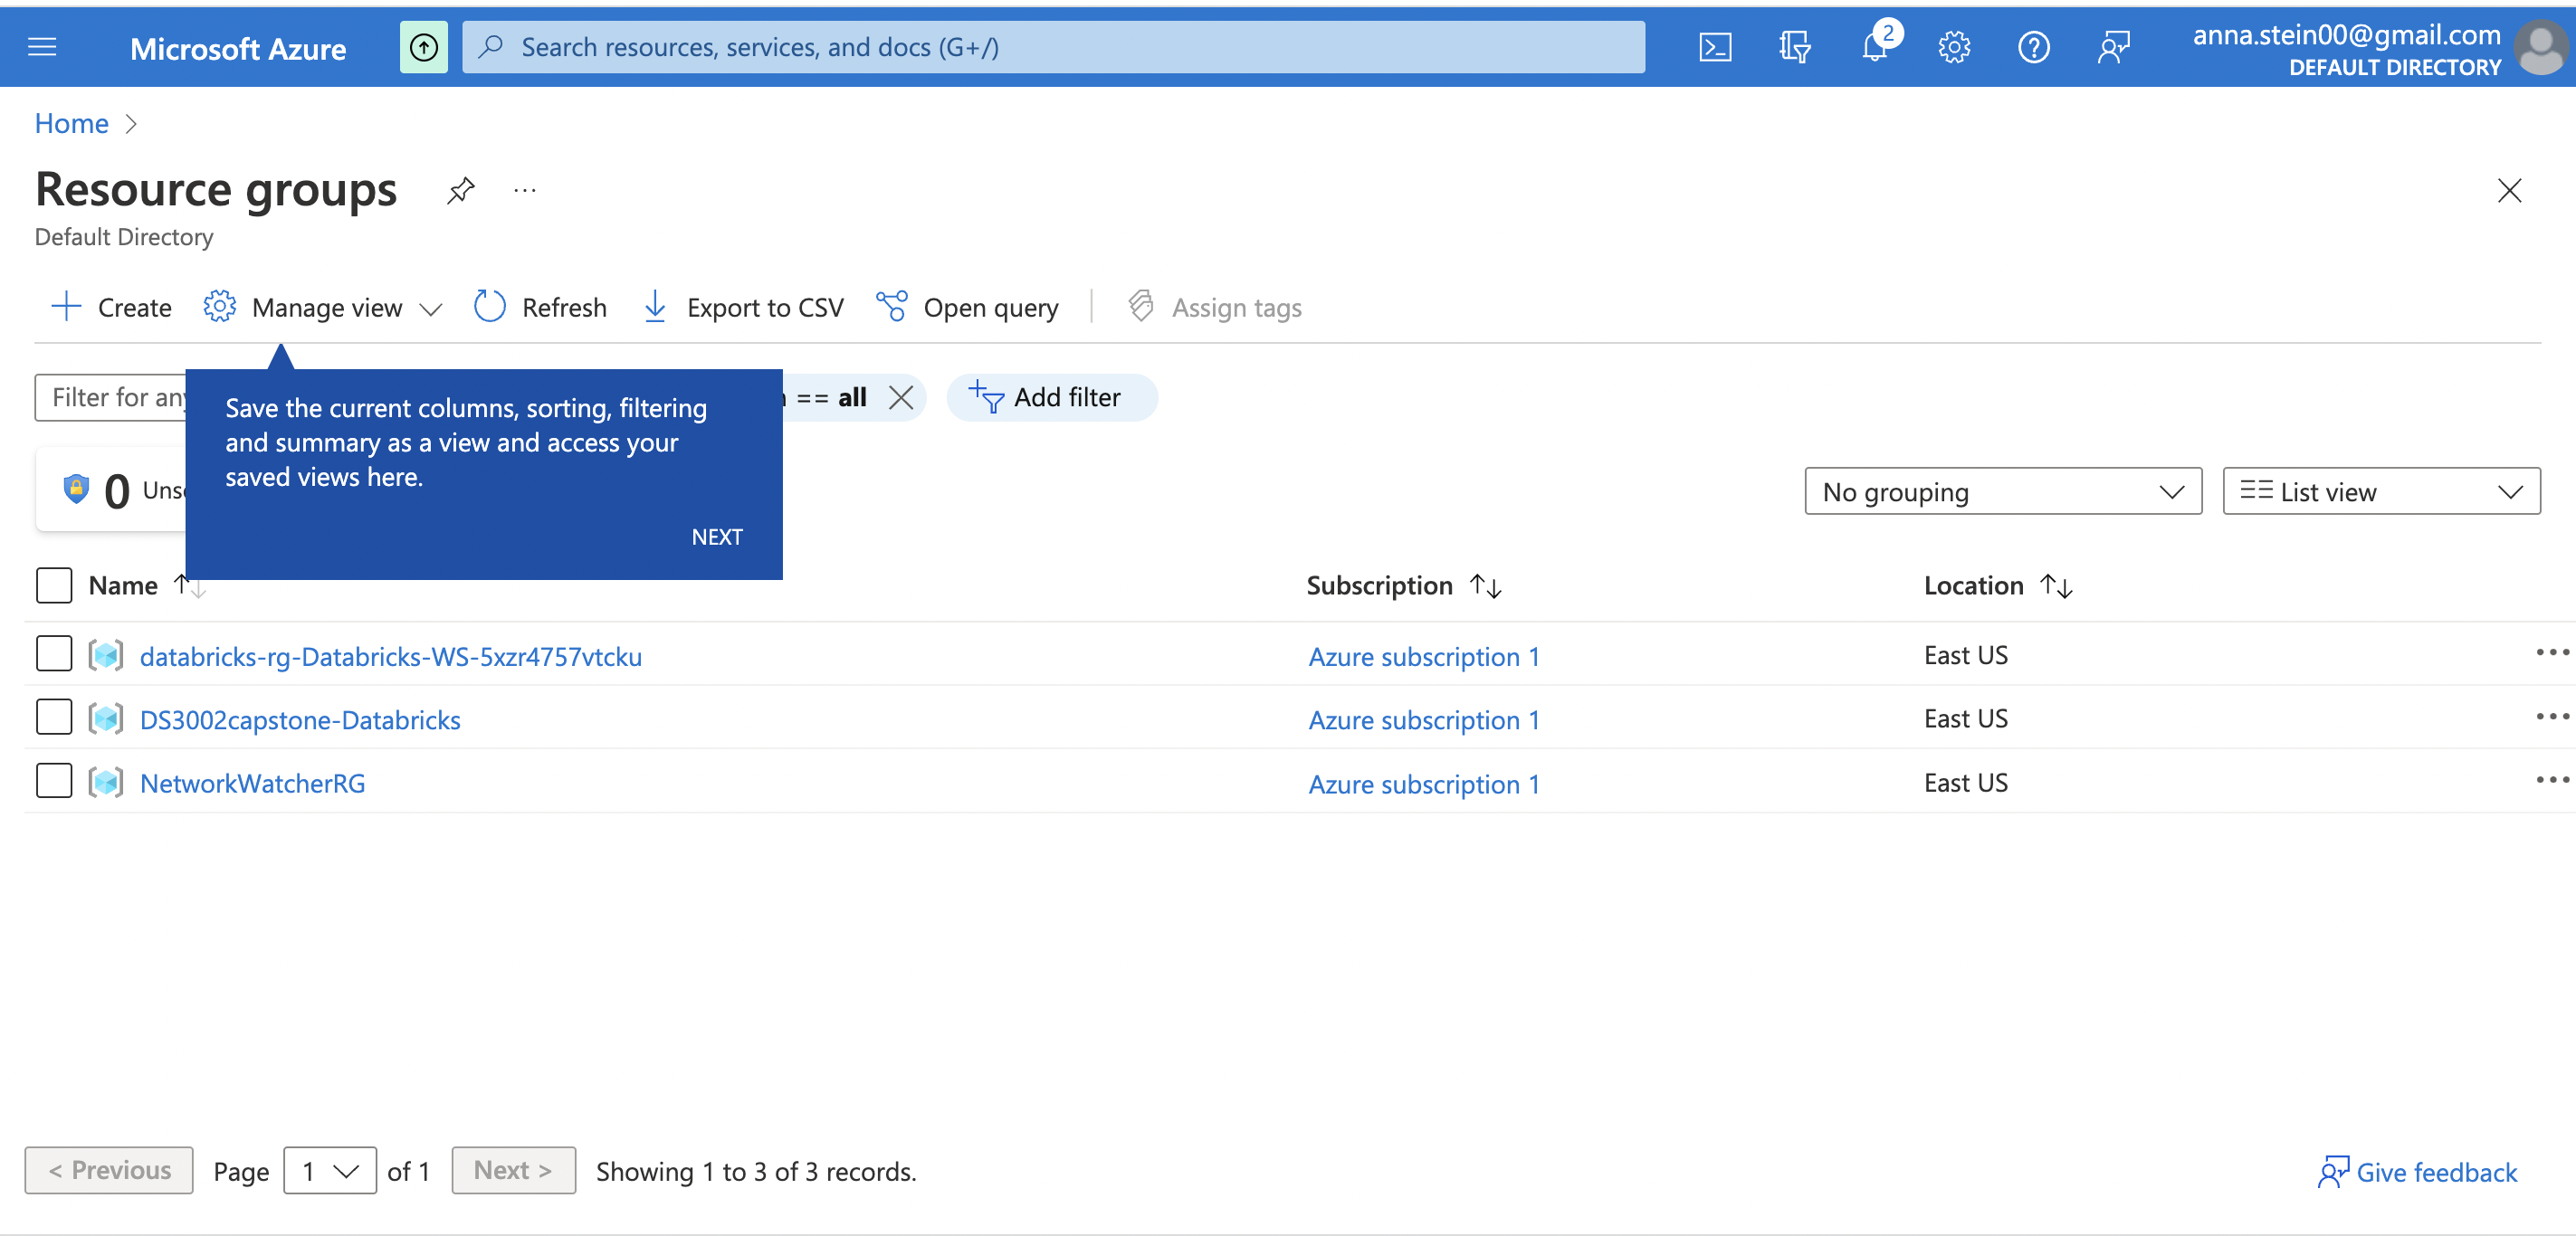 Microsoft Azure
Search resources, services, and docs (G+/)
2
anna.stein00@gmail.com
DEFAULT DIRECTORY
Home
Resource groups
Default Directory
Create
Manage view
Refresh
Export to CSV
Open query
Assign tags
Filter for any
== all
Add filter
Save the current columns, sorting, filtering
and summary as a view and access your
saved views here.
NEXT
0
No grouping
List view
Name
Subscription
Location
databricks-rg-Databricks-WS-5xzr4757vtcku
Azure subscription 1
East US
DS3002capstone-Databricks
Azure subscription 1
East US
NetworkWatcherRG
Azure subscription 1
East US
< Previous
Page
1
of 1
Next >
Showing 1 to 3 of 3 records.
Give feedback